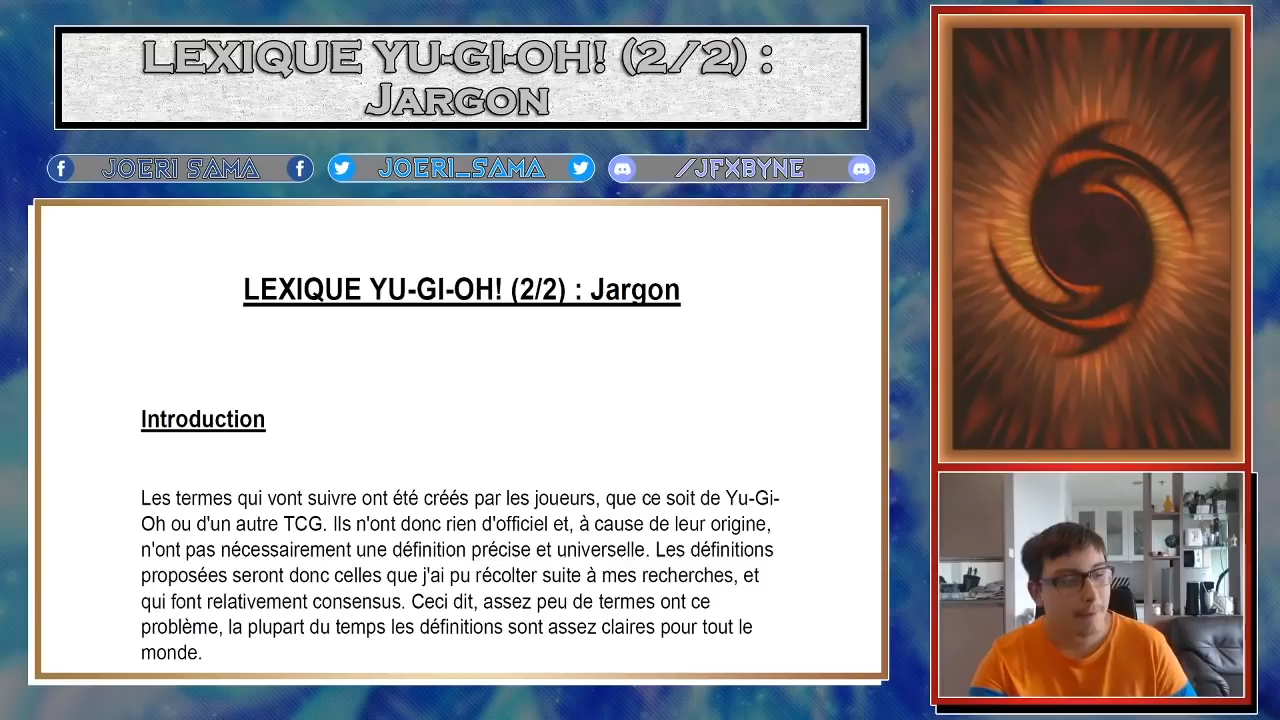 LEXIQUE YU-GI-OH! (2/2) :
JARGON
JOERI SAMA
JOERI_SAMA
/JFXBYNE
LEXIQUE YU-GI-OH! (2/2) : Jargon
Introduction
Les termes qui vont suivre ont été créés par les joueurs, que ce soit de Yu-Gi-
Oh ou d'un autre TCG. Ils n'ont donc rien d'officiel et, à cause de leur origine,
n'ont pas nécessairement une définition précise et universelle. Les définitions
proposées seront donc celles que j'ai pu récolter suite à mes recherches, et
qui font relativement consensus. Ceci dit, assez peu de termes ont ce
problème, la plupart du temps les définitions sont assez claires pour tout le
monde.